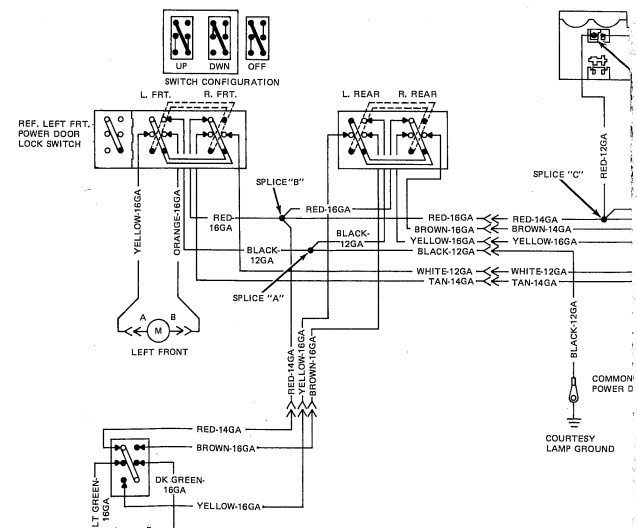 UP
DWN
OFF
SWITCH CONFIGURATION
L. FRT.
R. FRT.
L. REAR
R. REAR
REF. LEFT FRT.
POWER DOOR
LOCK SWITCH
SPLICE "B"
SPLICE "C"
RED-12GA
YELLOW-16GA
ORANGE-16GA
RED-
16GA
RED-16GA
RED-16GA
RED-14GA
BROWN-16GA
BROWN-14GA
BLACK-
12GA
YELLOW-16GA
YELLOW-14GA
BLACK-
12GA
BLACK-12GA
WHITE-12GA
WHITE-12GA
TAN-14GA
TAN-14GA
SPLICE "A"
A
B
M
LEFT FRONT
RED-14GA
YELLOW-16GA
BROWN-16GA
BLACK-12GA
COMMON
POWER D
COURTESY
LAMP GROUND
RED-14GA
BROWN-16GA
DK GREEN-
16GA
LT GREEN-
16GA
YELLOW-16GA